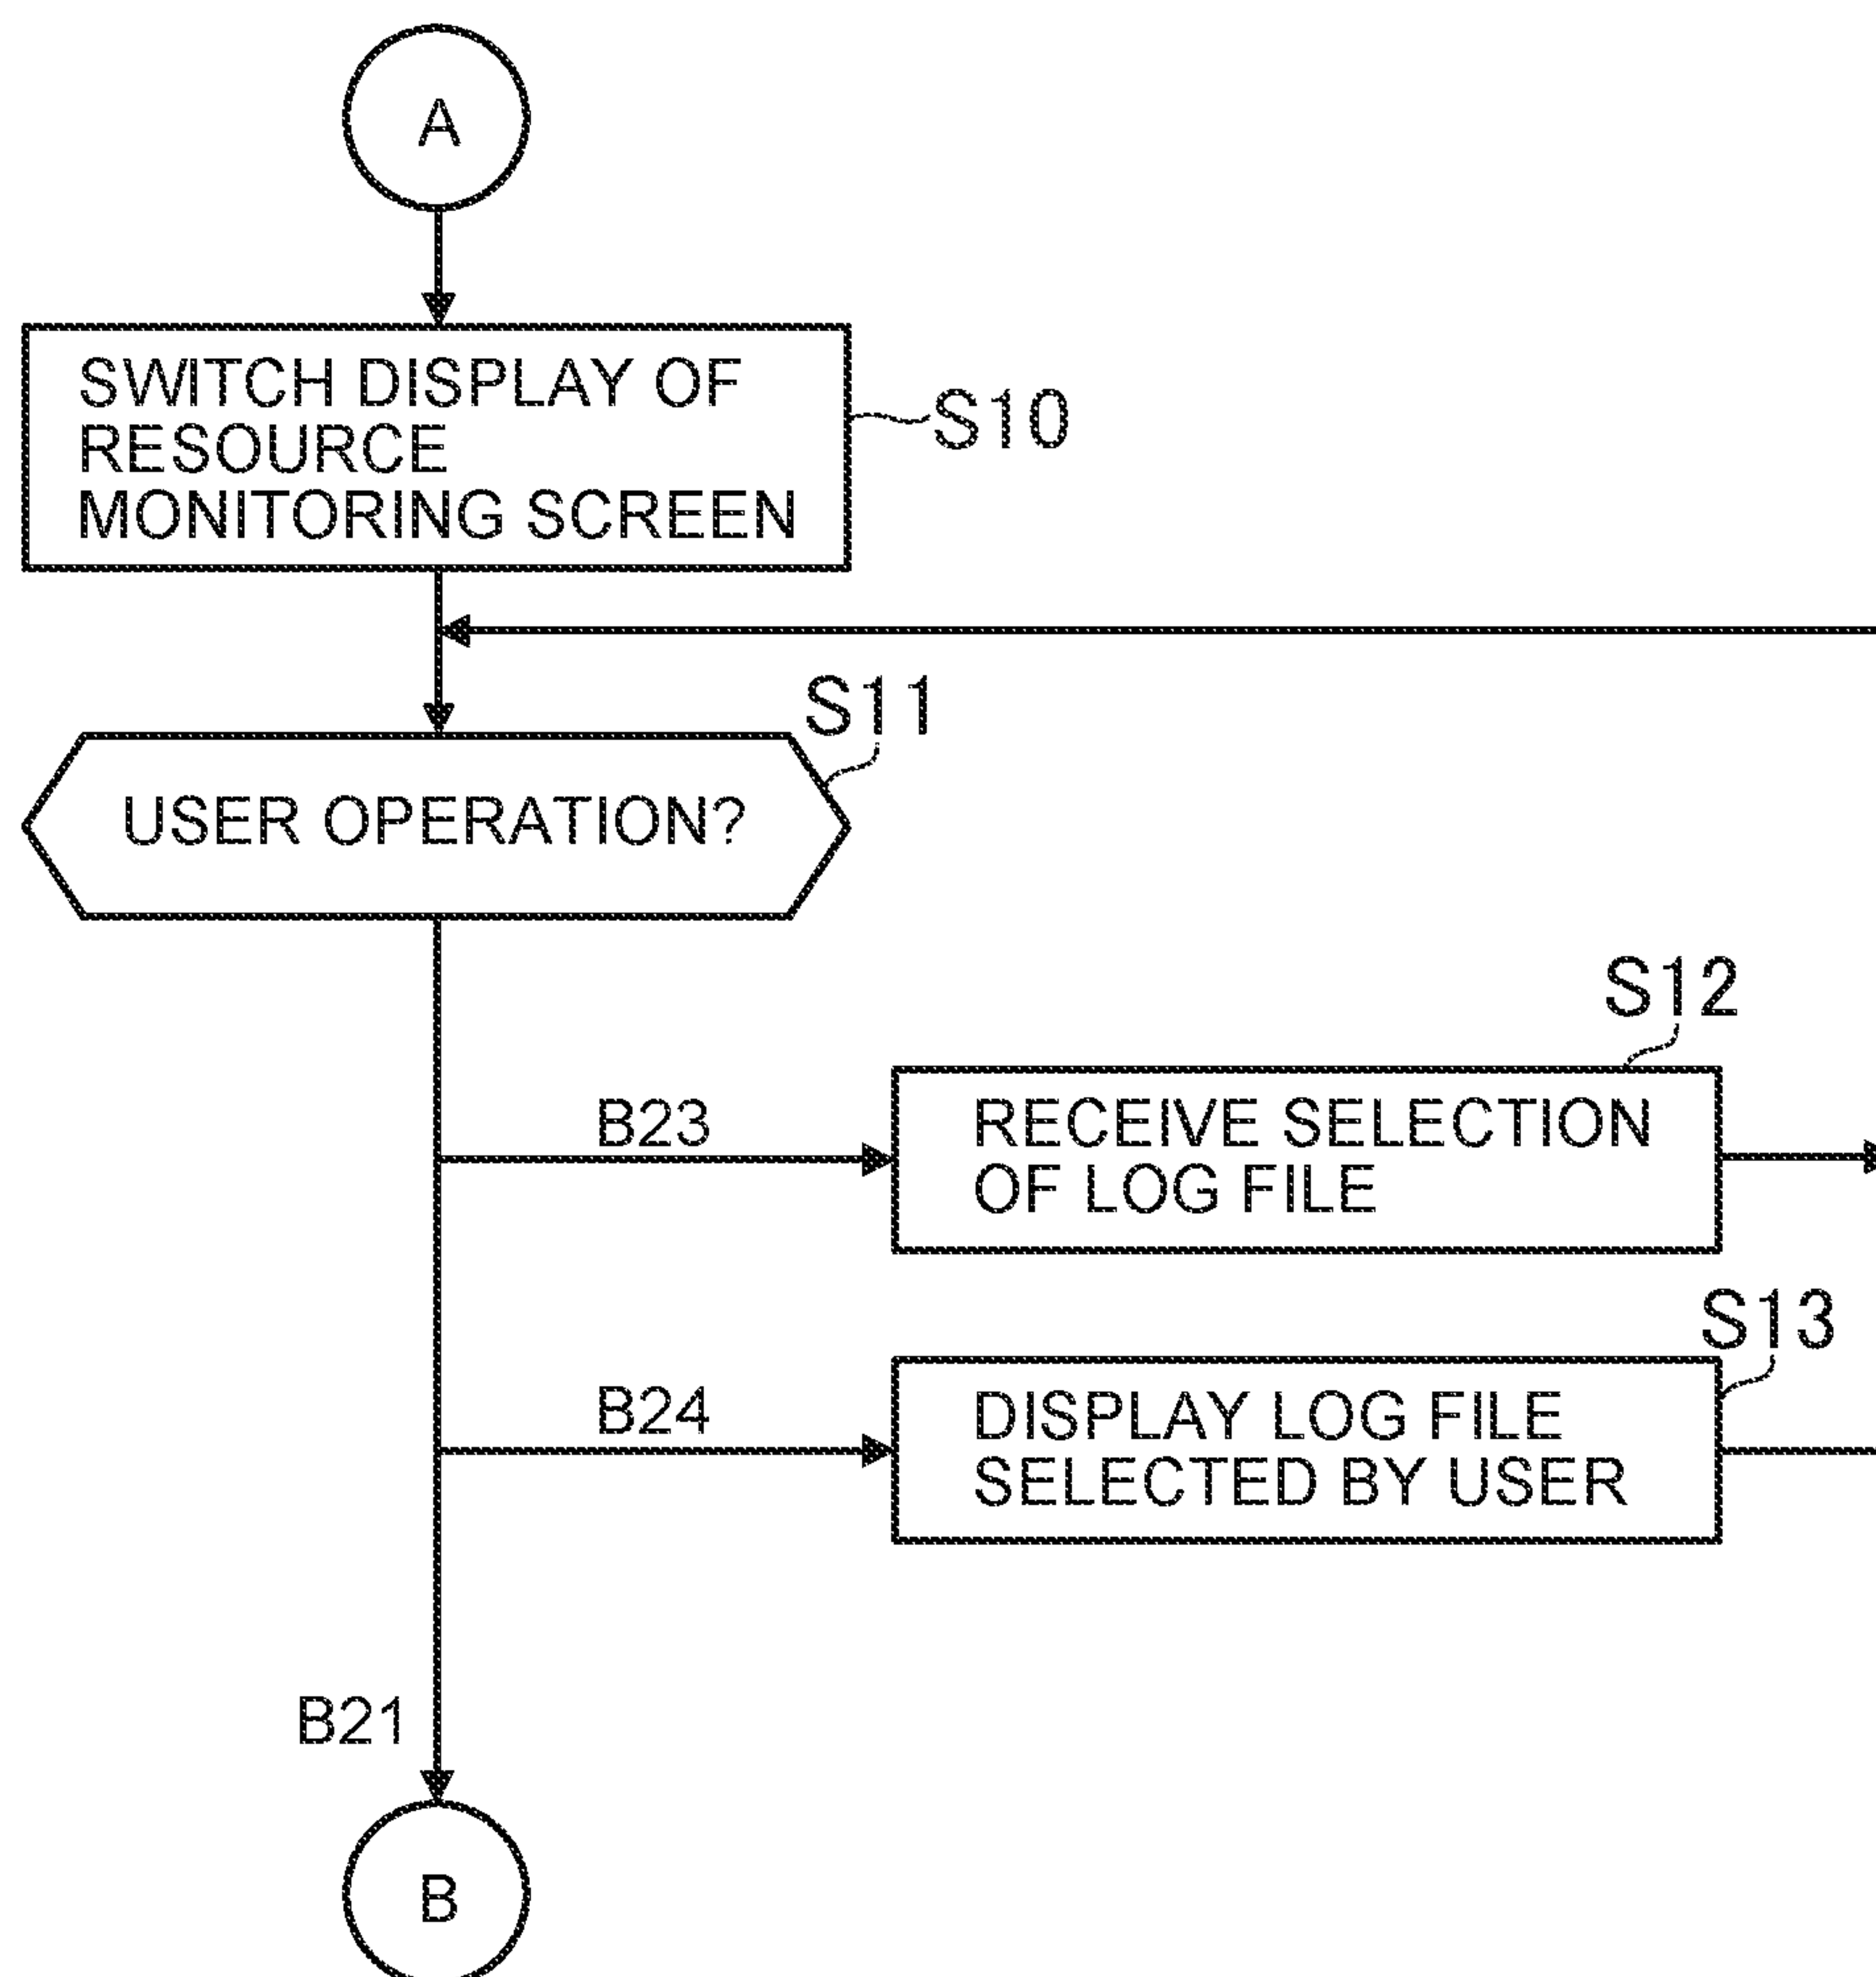 A
SWITCH DISPLAY OF
RESOURCE
MONITORING SCREEN
S10
S11
USER OPERATION?
S12
B23
RECEIVE SELECTION
OF LOG FILE
S13
B24
DISPLAY LOG FILE
SELECTED BY USER
B21
B